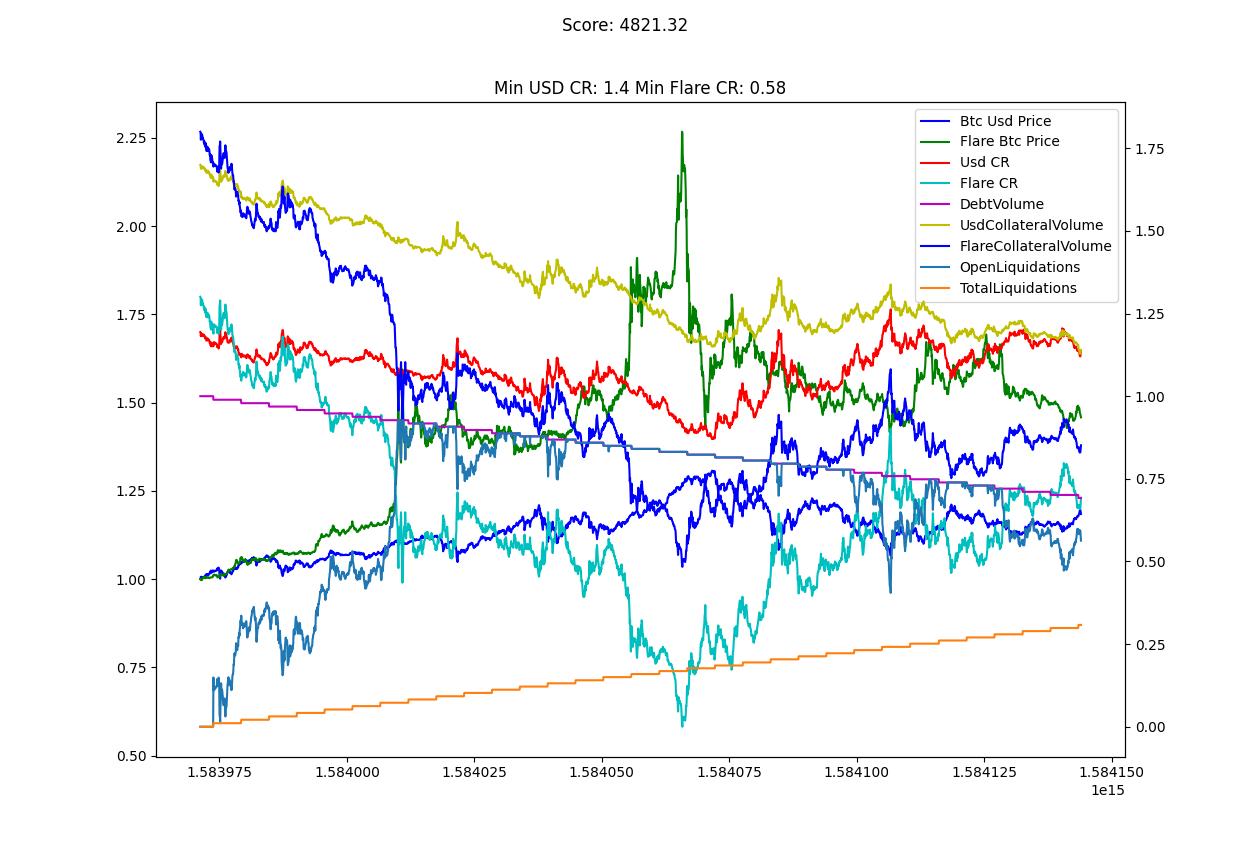 Score: 4821.32
Min USD CR: 1.4 Min Flare CR: 0.58
Btc Usd Price
Flare Btc Price
Usd CR
Flare CR
DebtVolume
UsdCollateralVolume
FlareCollateralVolume
OpenLiquidations
TotalLiquidations
2.25
2.00
1.75
1.50
1.25
1.00
0.75
0.50
1.75
1.50
1.25
1.00
0.75
0.50
0.25
0.00
1.583975 1.584000 1.584025 1.584050 1.584075 1.584100 1.584125 1.584150
1e15